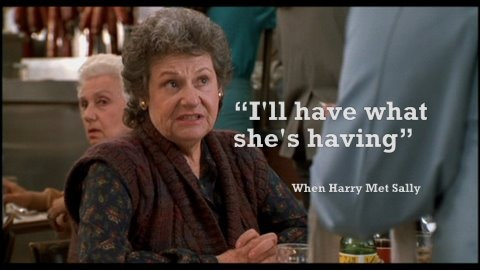 “I'll have what
she's having”
When Harry Met Sally